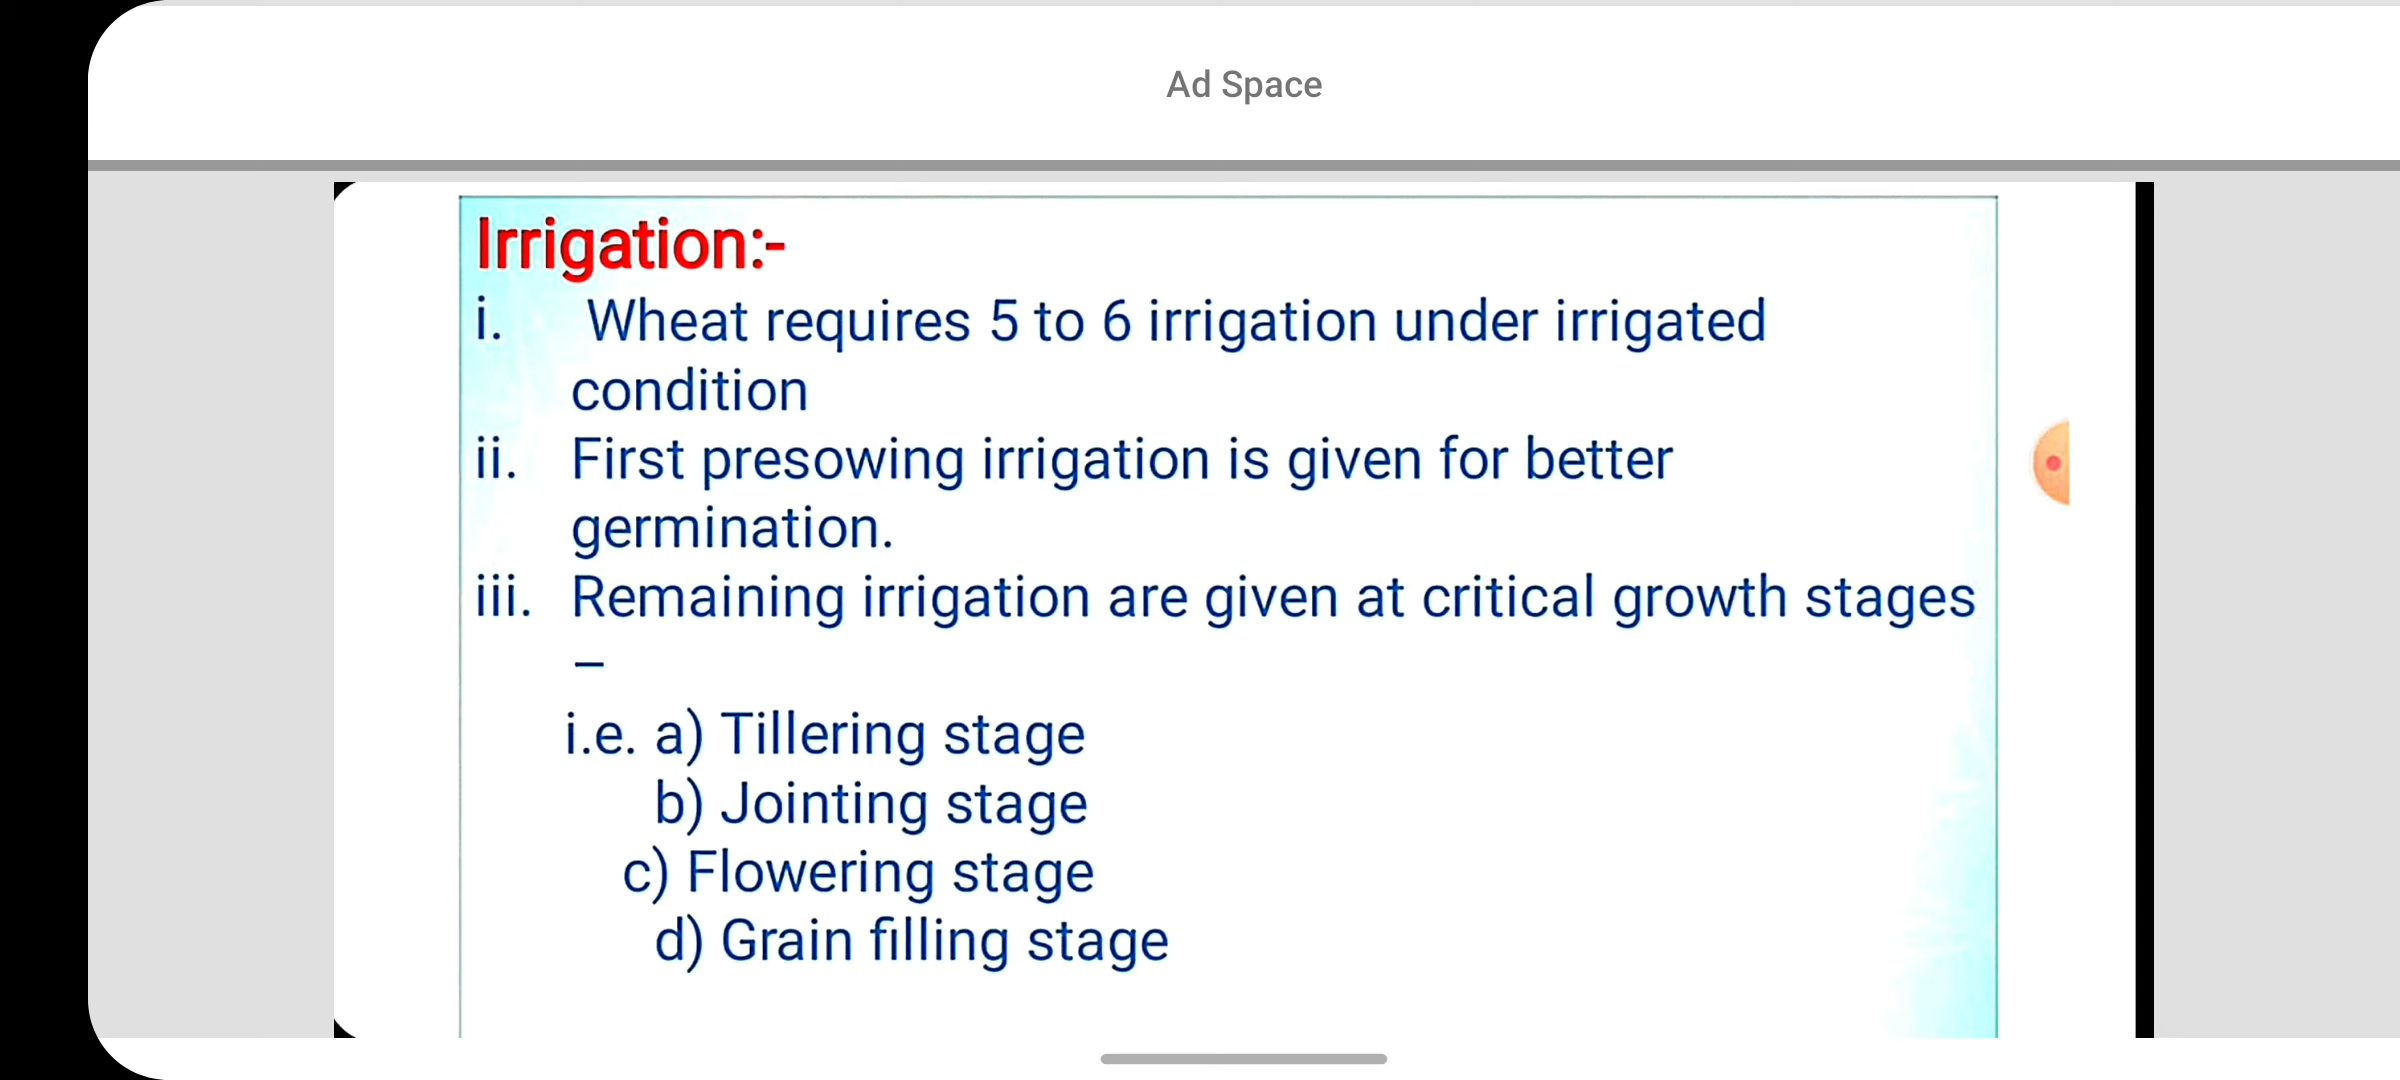 Ad Space
Irrigation:-
i. Wheat requires 5 to 6 irrigation under irrigated
condition
ii. First presowing irrigation is given for better
germination.
iii. Remaining irrigation are given at critical growth stages
–
i.e. a) Tillering stage
b) Jointing stage
c) Flowering stage
d) Grain filling stage